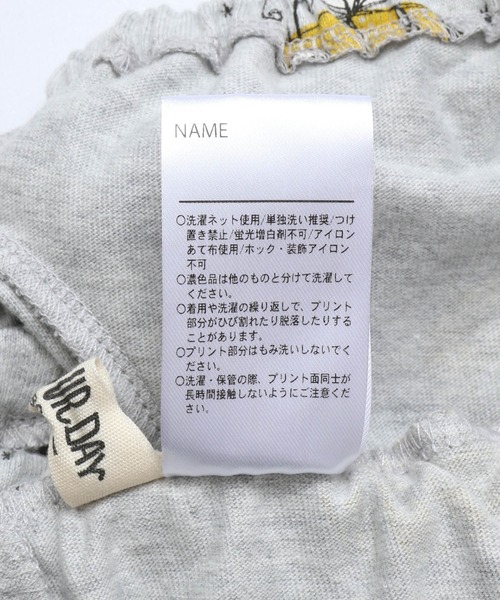 NAME
○洗濯ネット使用/単独洗い推奨/つけ
置き禁止/蛍光増白剤不可/アイロン
あて布使用/ホック・装飾アイロン
不可
○濃色品は他のものと分けて洗濯して
ください。
○着用や洗濯の繰り返しで、プリント
部分がひび割れたり脱落したりする
ことがあります。
○プリント部分はもみ洗いしないでく
ださい。
○洗濯・保管の際、プリント面同士が
長時間接触しないようにご注意くだ
さい。
UR DAY